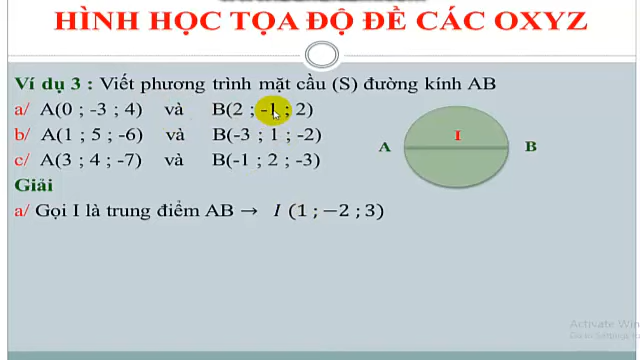 HÌNH HỌC TỌA ĐỘ ĐỀ CÁC OXYZ
Ví dụ 3 : Viết phương trình mặt cầu (S) đường kính AB
a/ A(0 ; -3 ; 4) và B(2 ; -1 ; 2)
b/ A(1 ; 5 ; -6) và B(-3 ; 1 ; -2)
c/ A(3 ; 4 ; -7) và B(-1 ; 2 ; -3)
A I B
Giải
a/ Gọi I là trung điểm AB → I (1 ; −2 ; 3)
Activate Win